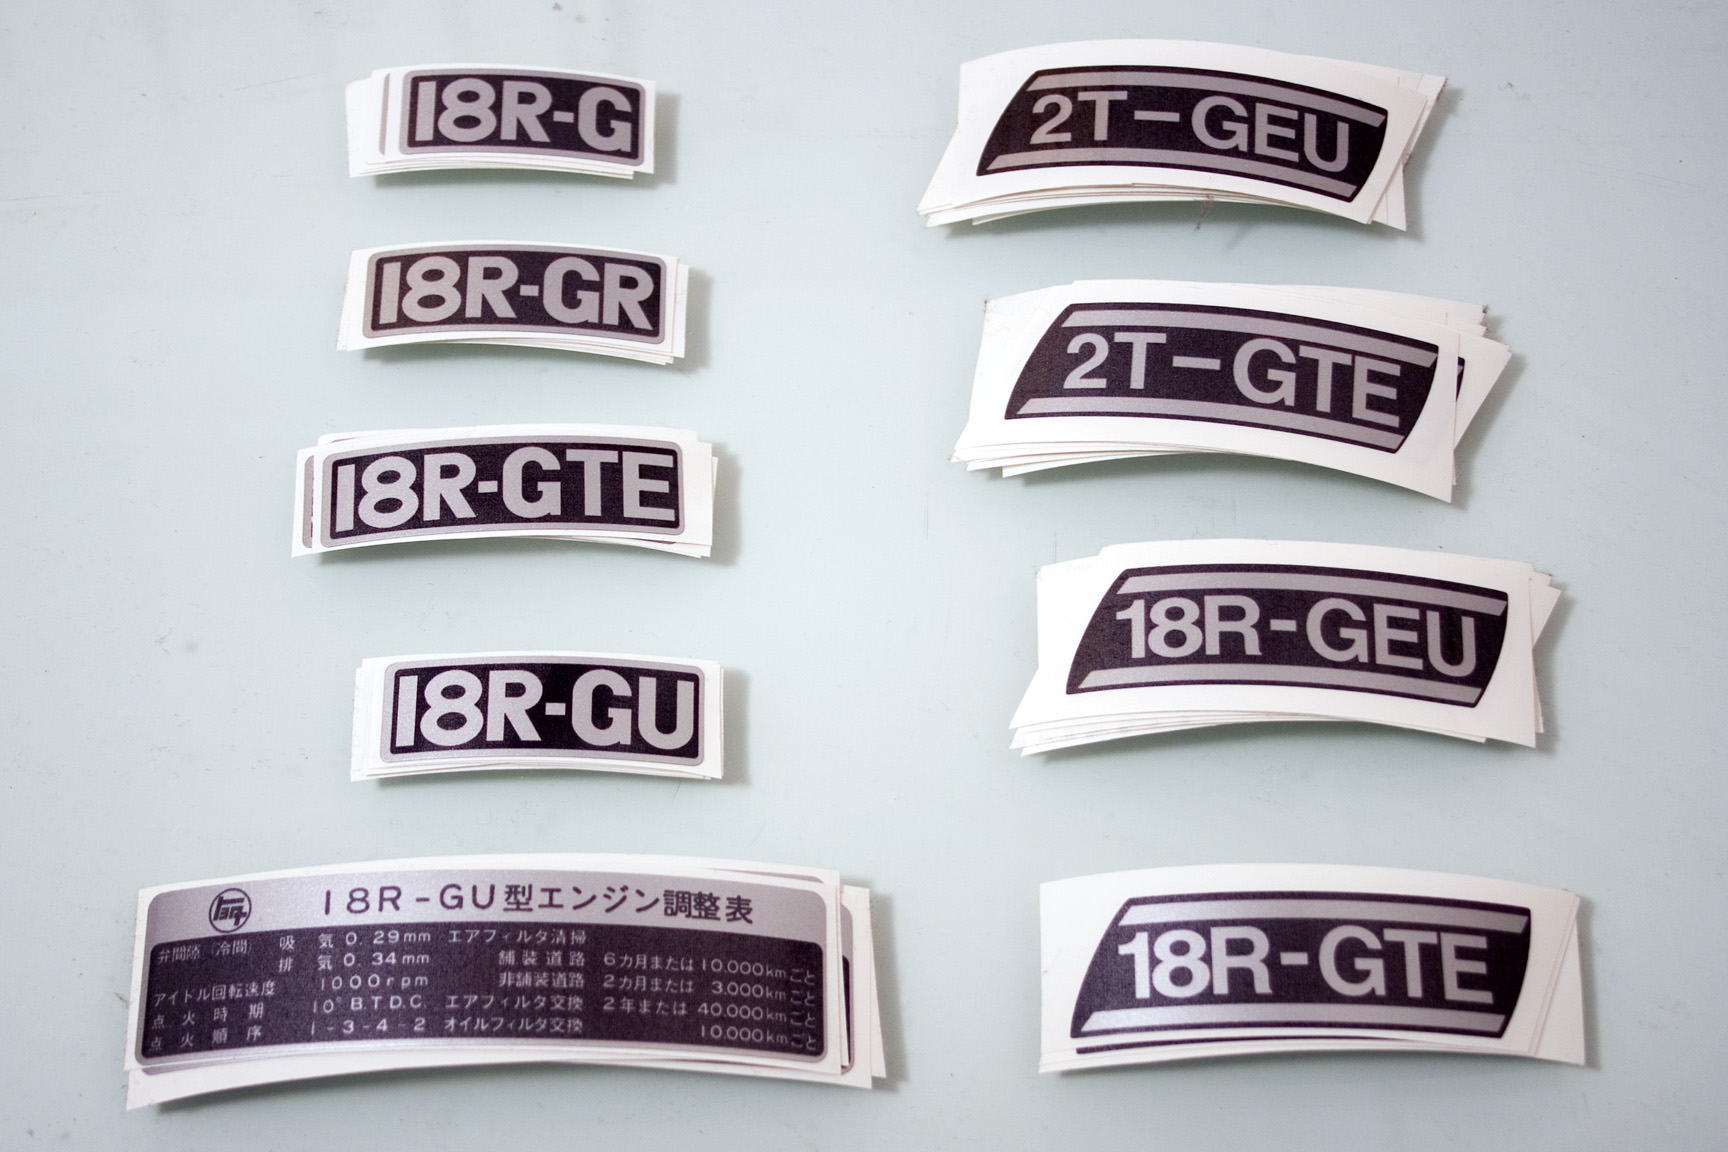 18R-G
18R-GR
18R-GTE
18R-GU
トヨタ 18R-GU型エンジン調整表
弁間隙(冷間) 吸 気 0.29mm エアフィルタ清掃
排 気 0.34mm 舗装道路 6カ月または10,000kmごと
アイドル回転速度 1000rpm 非舗装道路 2カ月または 3,000kmごと
点火時期 10°B.T.D.C. エアフィルタ交換 2年または 40,000kmごと
点火順序 1-3-4-2 オイルフィルタ交換 10,000kmごと
2T-GEU
2T-GTE
18R-GEU
18R-GTE